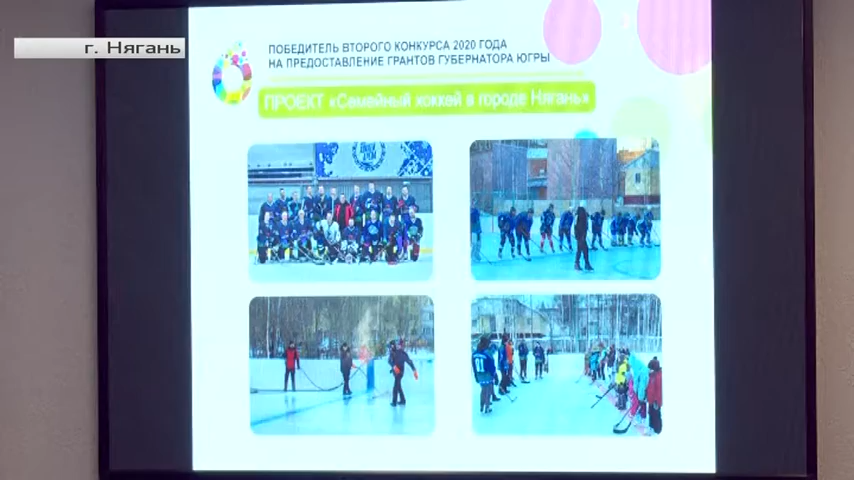 г. Нягань
ПОБЕДИТЕЛЬ ВТОРОГО КОНКУРСА 2020 ГОДА
НА ПРЕДОСТАВЛЕНИЕ ГРАНТОВ ГУБЕРНАТОРА ЮГРЫ
ПРОЕКТ «Семейный хоккей в городе Нягань»